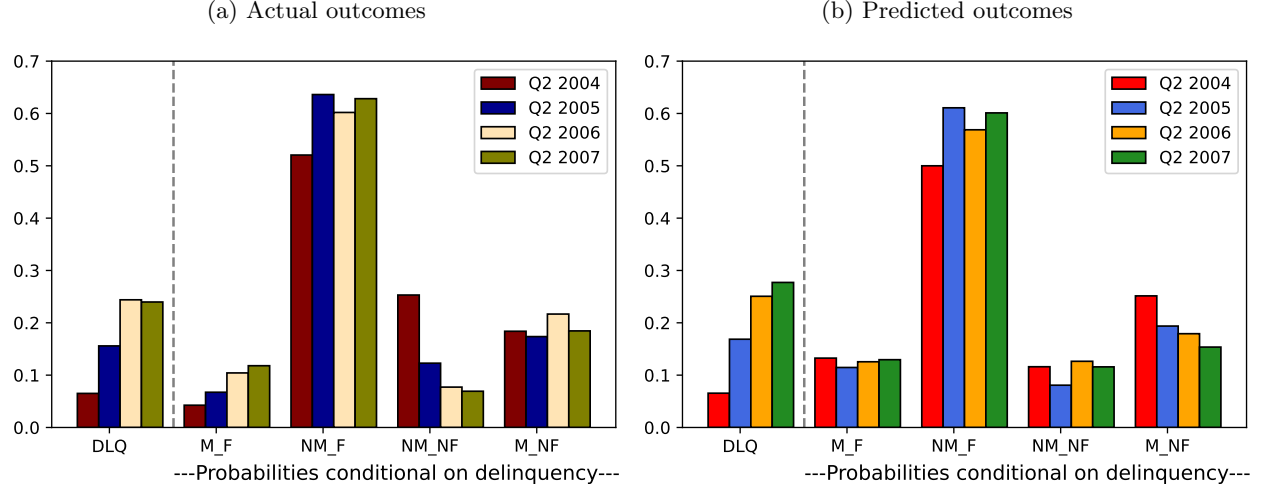 (a) Actual outcomes
0.7
0.6
0.5
0.4
0.3
0.2
0.1
0.0
Q2 2004
Q2 2005
Q2 2006
Q2 2007
DLQ M_F NM_F NM_NF M_NF
---Probabilities conditional on delinquency---
(b) Predicted outcomes
0.7
0.6
0.5
0.4
0.3
0.2
0.1
0.0
Q2 2004
Q2 2005
Q2 2006
Q2 2007
DLQ M_F NM_F NM_NF M_NF
---Probabilities conditional on delinquency---